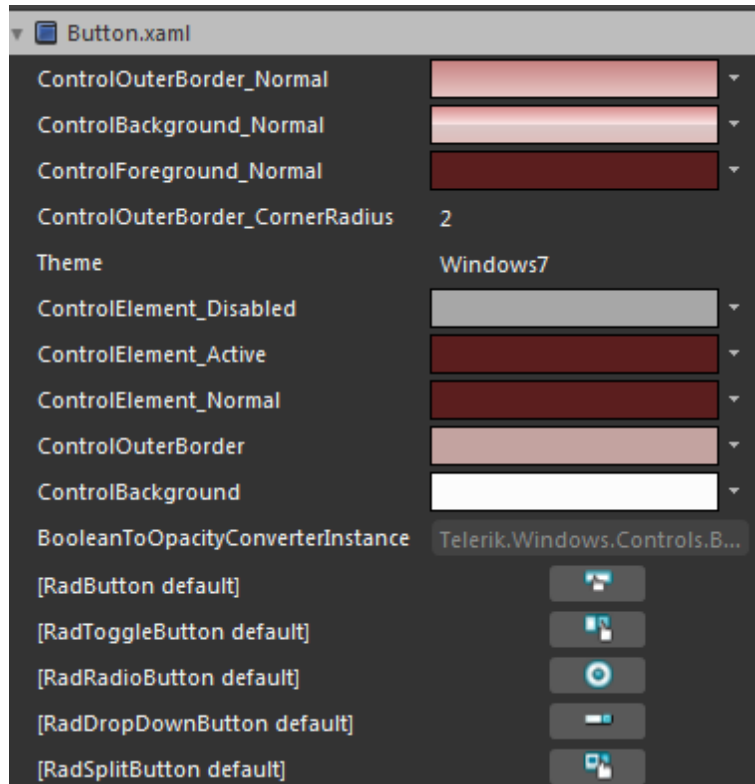 Button.xaml
ControlOuterBorder_Normal
ControlBackground_Normal
ControlForeground_Normal
ControlOuterBorder_CornerRadius 2
Theme Windows7
ControlElement_Disabled
ControlElement_Active
ControlElement_Normal
ControlOuterBorder
ControlBackground
BooleanToOpacityConverterInstance Telerik.Windows.Controls.B...
[RadButton default]
[RadToggleButton default]
[RadRadioButton default]
[RadDropDownButton default]
[RadSplitButton default]